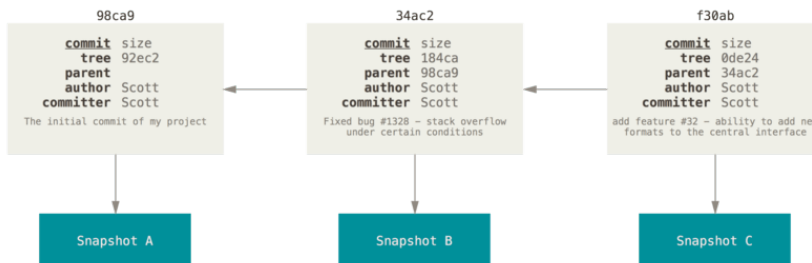 98ca9
commit size
tree 92ec2
parent
author Scott
committer Scott
The initial commit of my project
Snapshot A
34ac2
commit size
tree 184ca
parent 98ca9
author Scott
committer Scott
Fixed bug #1328 – stack overflow
under certain conditions
Snapshot B
f30ab
commit size
tree 0de24
parent 34ac2
author Scott
committer Scott
add feature #32 – ability to add ne
formats to the central interface
Snapshot C